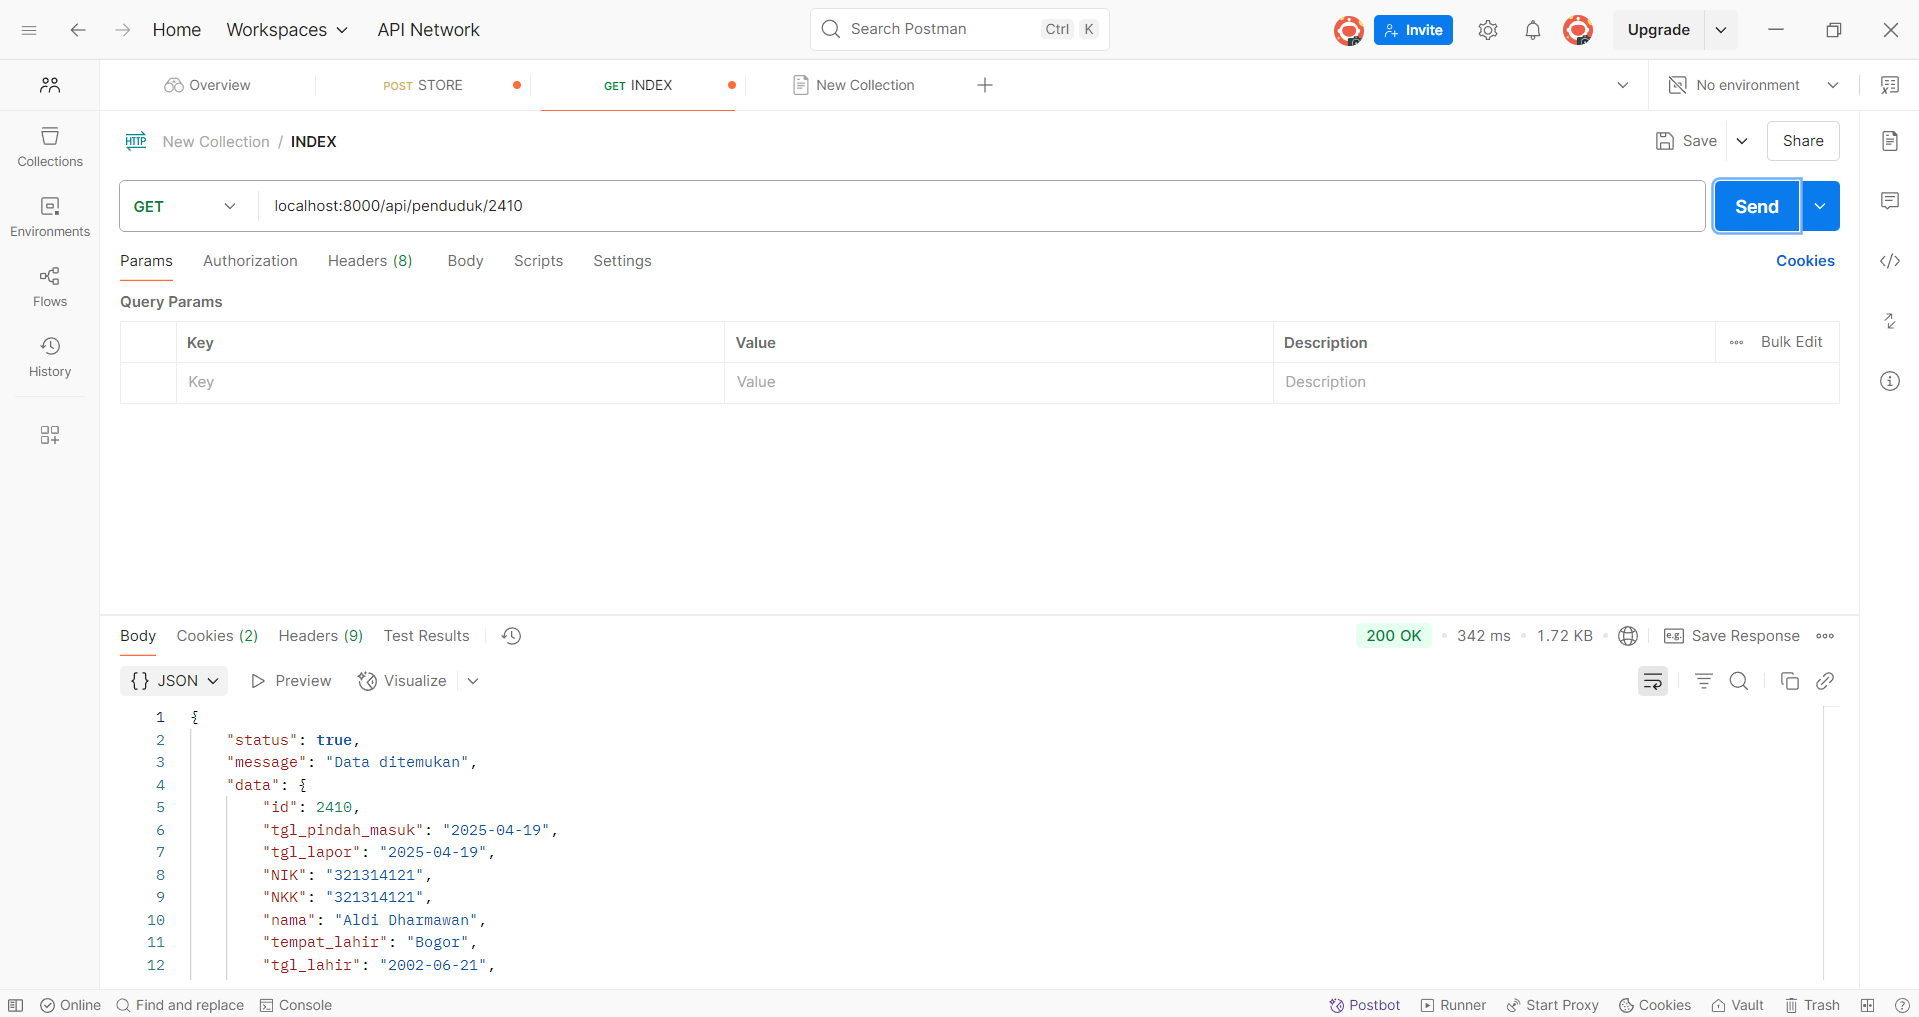 Home Workspaces API Network Search Postman Ctrl K Invite Upgrade
Overview POST STORE GET INDEX New Collection No environment
HTTP New Collection / INDEX Save Share
Collections
GET localhost:8000/api/penduduk/2410 Send
Environments
Params Authorization Headers (8) Body Scripts Settings Cookies
Flows
Query Params
Key Value Description Bulk Edit
History
Key Value Description
Body Cookies (2) Headers (9) Test Results 200 OK 342 ms 1.72 KB e.g. Save Response
{} JSON Preview Visualize
1 {
2 "status": true,
3 "message": "Data ditemukan",
4 "data": {
5 "id": 2410,
6 "tgl_pindah_masuk": "2025-04-19",
7 "tgl_lapor": "2025-04-19",
8 "NIK": "321314121",
9 "NKK": "321314121",
10 "nama": "Aldi Dharmawan",
11 "tempat_lahir": "Bogor",
12 "tgl_lahir": "2002-06-21",
Online Find and replace Console Postbot Runner Start Proxy Cookies Vault Trash